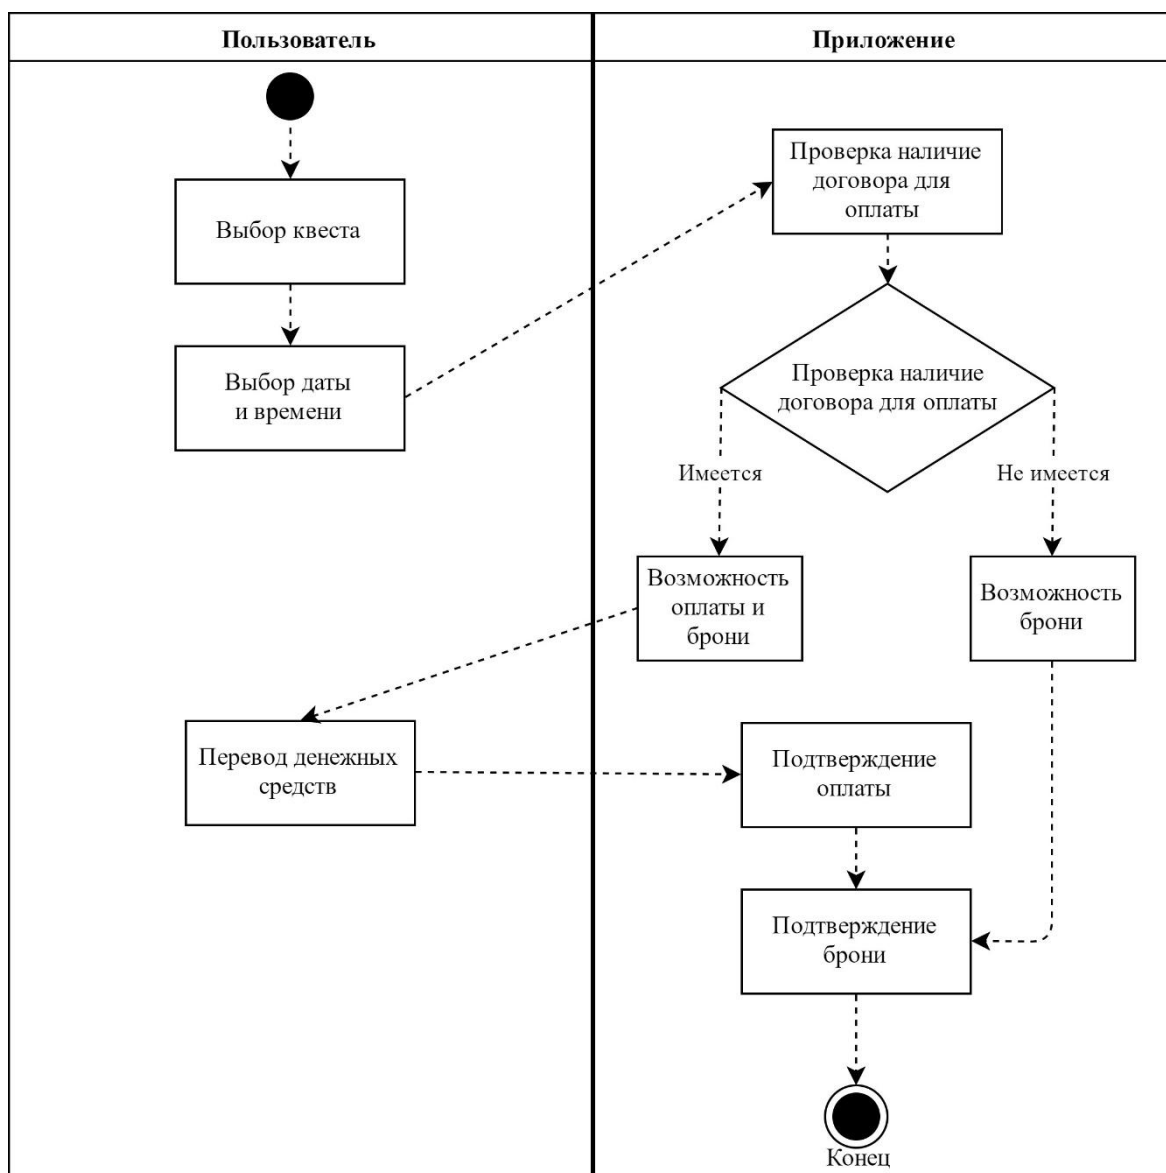 Пользователь
Приложение
Выбор квеста
Выбор даты
и времени
Проверка наличие
договора для
оплаты
Проверка наличие
договора для оплаты
Имеется
Не имеется
Возможность
оплаты и
брони
Возможность
брони
Перевод денежных
средств
Подтверждение
оплаты
Подтверждение
брони
Конец